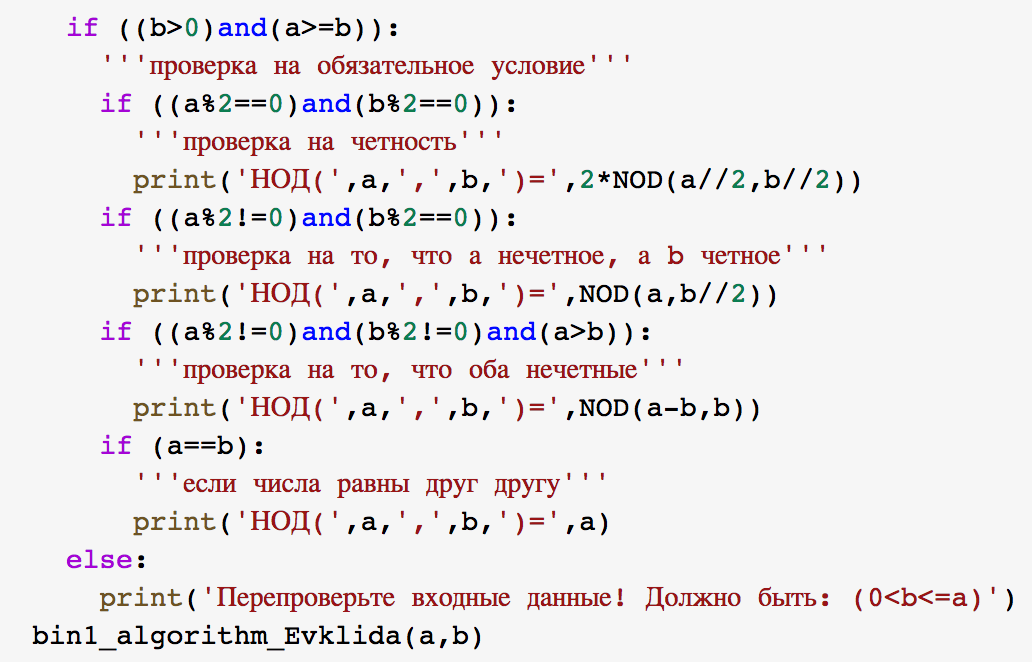 if ((b>0)and(a>=b)):
'''проверка на обязательное условие'''
if ((a%2==0)and(b%2==0)):
'''проверка на четность'''
print('НОД(',a,',',b,')=',2*NOD(a//2,b//2))
if ((a%2!=0)and(b%2==0)):
'''проверка на то, что a нечетное, а b четное'''
print('НОД(',a,',',b,')=',NOD(a,b//2))
if ((a%2!=0)and(b%2!=0)and(a>b)):
'''проверка на то, что оба нечетные'''
print('НОД(',a,',',b,')=',NOD(a-b,b))
if (a==b):
'''если числа равны друг другу'''
print('НОД(',a,',',b,')=',a)
else:
print('Перепроверьте входные данные! Должно быть: (0<b<=a)')
bin1_algorithm_Evklida(a,b)